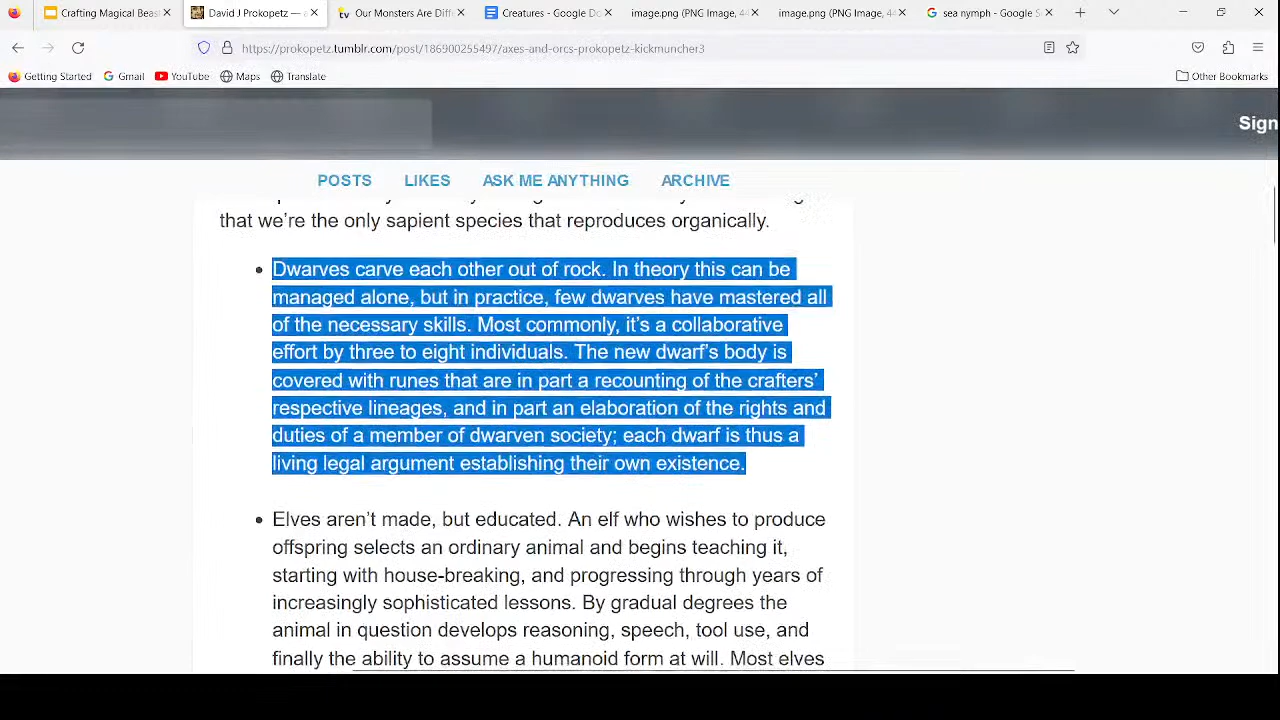 Crafting Magical Beas
David J Prokopetz — a
tv Our Monsters Are Diff
Creatures - Google Do
image.png (PNG Image, 44
image.png (PNG Image, 44
sea nymph - Google S
https://prokopetz.tumblr.com/post/186900255497/axes-and-orcs-prokopetz-kickmuncher3
Getting Started
Gmail
YouTube
Maps
Translate
Other Bookmarks
Sign
POSTS LIKES ASK ME ANYTHING ARCHIVE
that we’re the only sapient species that reproduces organically.
Dwarves carve each other out of rock. In theory this can be
managed alone, but in practice, few dwarves have mastered all
of the necessary skills. Most commonly, it’s a collaborative
effort by three to eight individuals. The new dwarf’s body is
covered with runes that are in part a recounting of the crafters’
respective lineages, and in part an elaboration of the rights and
duties of a member of dwarven society; each dwarf is thus a
living legal argument establishing their own existence.
Elves aren’t made, but educated. An elf who wishes to produce
offspring selects an ordinary animal and begins teaching it,
starting with house-breaking, and progressing through years of
increasingly sophisticated lessons. By gradual degrees the
animal in question develops reasoning, speech, tool use, and
finally the ability to assume a humanoid form at will. Most elves